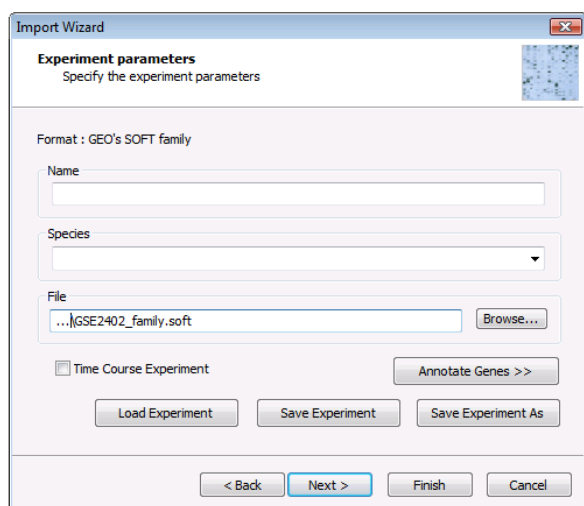 Import Wizard
Experiment parameters
Specify the experiment parameters
Format : GEO's SOFT family
Name
Species
File
...\GSE2402_family.soft
Browse...
Time Course Experiment
Annotate Genes >>
Load Experiment
Save Experiment
Save Experiment As
< Back
Next >
Finish
Cancel